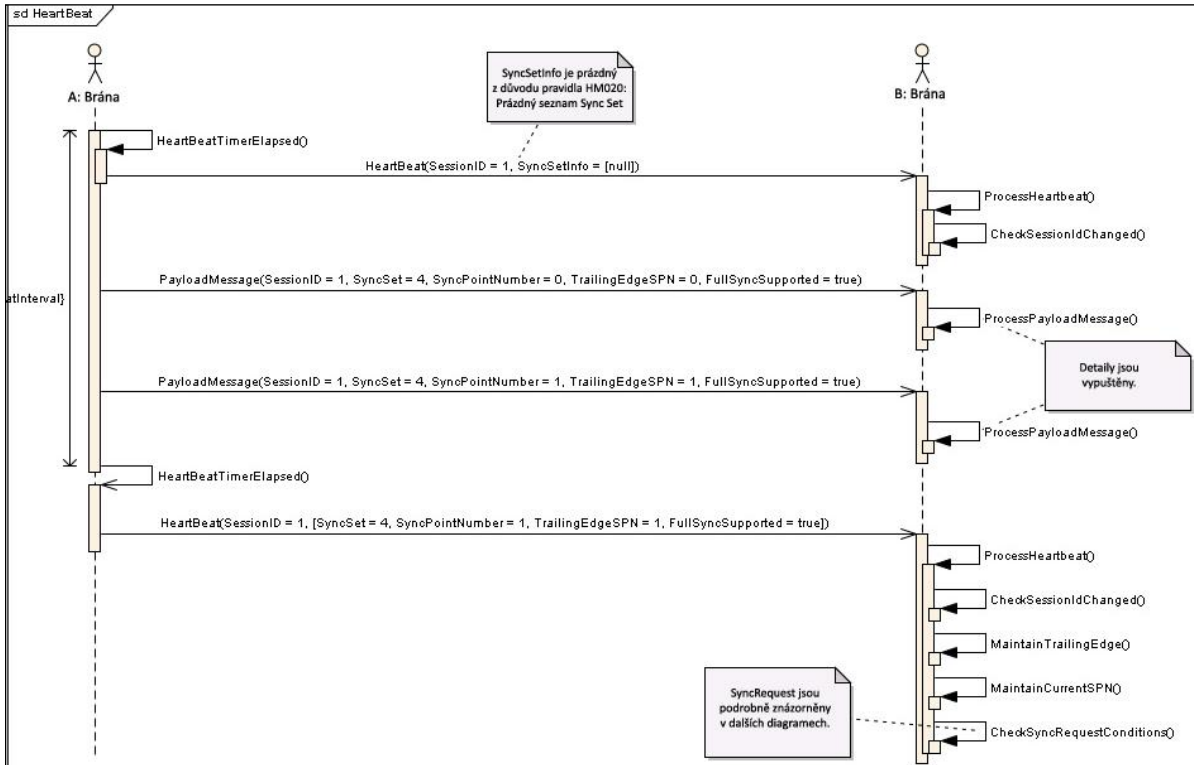 sd HeartBeat
A: Brána
SyncSetInfo je prázdný
z důvodu pravidla HM020:
Prázdný seznam Sync Set
B: Brána
HeartBeatTimerElapsed()
HeartBeat(SessionID = 1, SyncSetInfo = [null])
ProcessHeartbeat()
CheckSessionIdChanged()
PayloadMessage(SessionID = 1, SyncSet = 4, SyncPointNumber = 0, TrailingEdgeSPN = 0, FullSyncSupported = true)
atInterval}
ProcessPayloadMessage()
PayloadMessage(SessionID = 1, SyncSet = 4, SyncPointNumber = 1, TrailingEdgeSPN = 1, FullSyncSupported = true)
Detaily jsou
vypuštěny.
ProcessPayloadMessage()
HeartBeatTimerElapsed()
HeartBeat(SessionID = 1, [SyncSet = 4, SyncPointNumber = 1, TrailingEdgeSPN = 1, FullSyncSupported = true])
ProcessHeartbeat()
CheckSessionIdChanged()
MaintainTrailingEdge()
MaintainCurrentSPN()
SyncRequest jsou
podrobně znázorněny
v dalších diagramech.
CheckSyncRequestConditions()